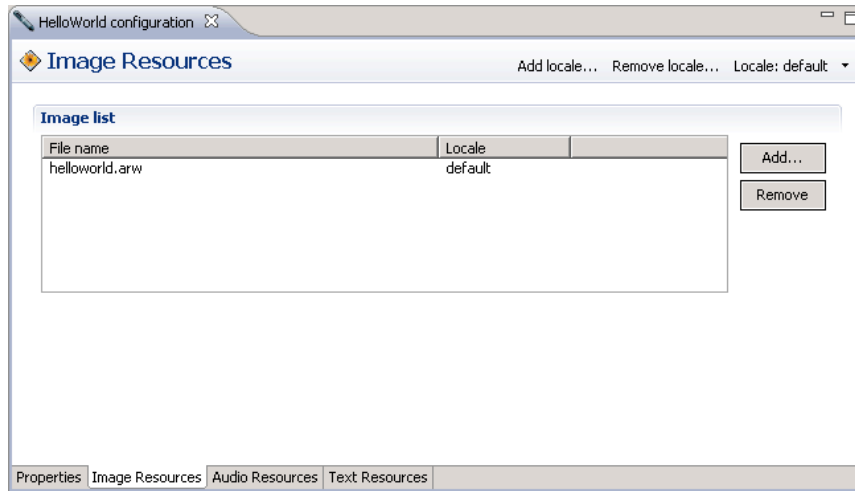 HelloWorld configuration
Image Resources
Add locale... Remove locale... Locale: default
Image list
File name Locale
helloworld.arw default
Add...
Remove
Properties Image Resources Audio Resources Text Resources